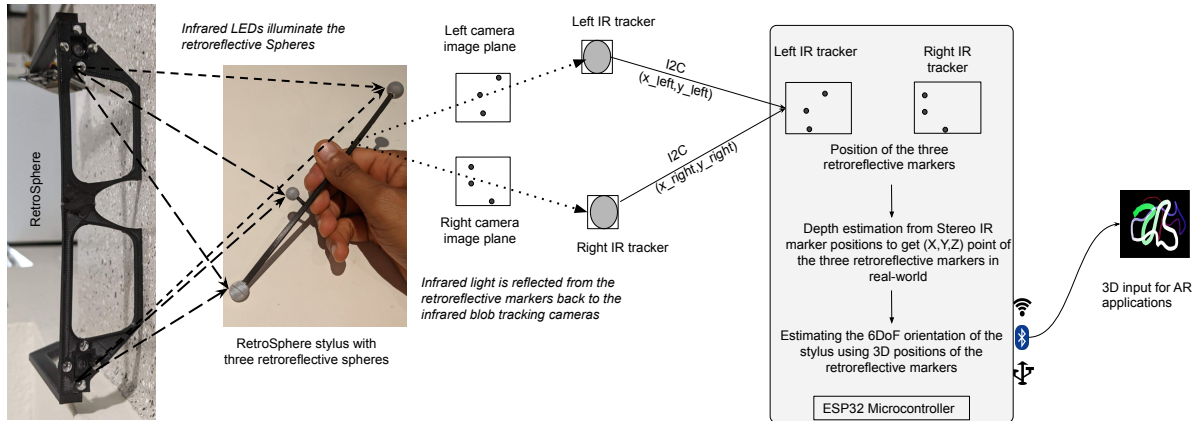 RetroSphere
Infrared LEDs illuminate the
retroreflective Spheres
RetroSphere stylus with
three retroreflective spheres
Left camera
image plane
Right camera
image plane
Infrared light is reflected from the
retroreflective markers back to the
infrared blob tracking cameras
Left IR tracker
Right IR tracker
I2C
(x_left,y_left)
I2C
(x_right,y_right)
Left IR tracker
Right IR
tracker
Position of the three
retroreflective markers
Depth estimation from Stereo IR
marker positions to get (X,Y,Z) point of
the three retroreflective markers in
real-world
Estimating the 6DoF orientation of the
stylus using 3D positions of the
retroreflective markers
ESP32 Microcontroller
3D input for AR
applications